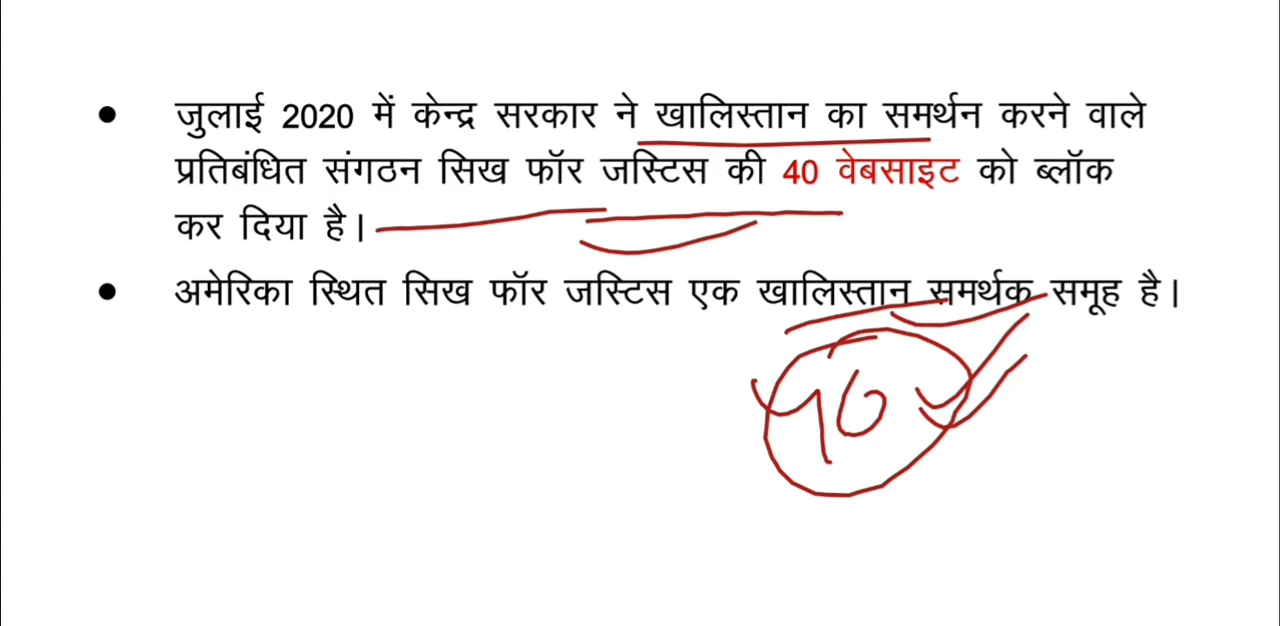 • जुलाई 2020 में केन्द्र सरकार ने खालिस्तान का समर्थन करने वाले
प्रतिबंधित संगठन सिख फॉर जस्टिस की 40 वेबसाइट को ब्लॉक
कर दिया है।
• अमेरिका स्थित सिख फॉर जस्टिस एक खालिस्तान समर्थक समूह है।
40